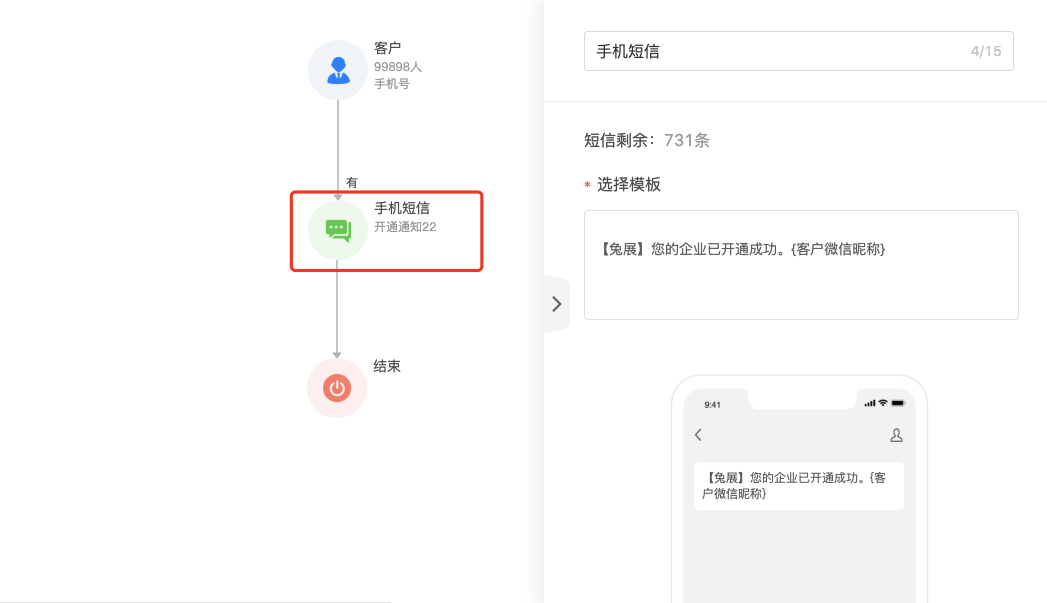 客户
99898人
手机号
有
手机短信
开通通知22
结束
手机短信 4/15
短信剩余：731条
* 选择模板
【兔展】您的企业已开通成功。{客户微信昵称}
9:41
【兔展】您的企业已开通成功。{客
户微信昵称}